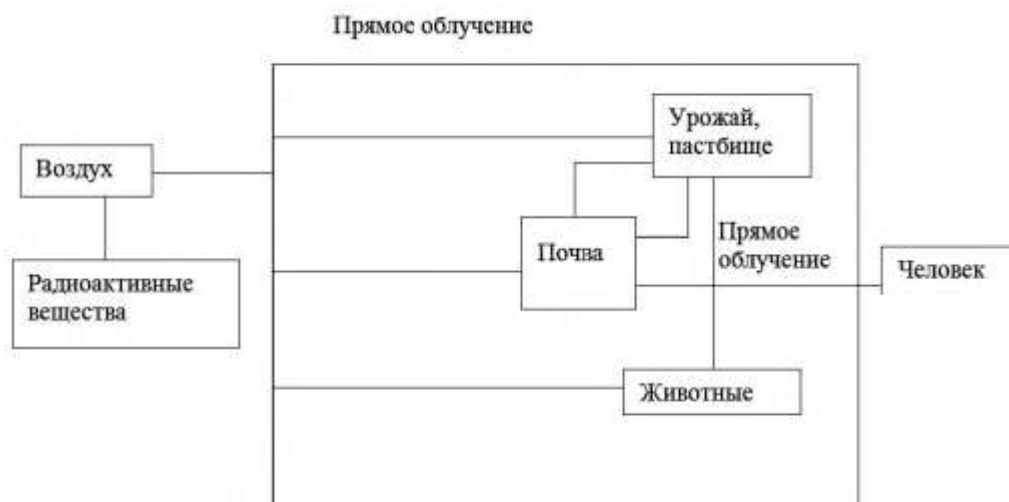 Прямое облучение
Урожай,
пастбище
Воздух
Почва
Прямое
облучение
Человек
Радиоактивные
вещества
Животные